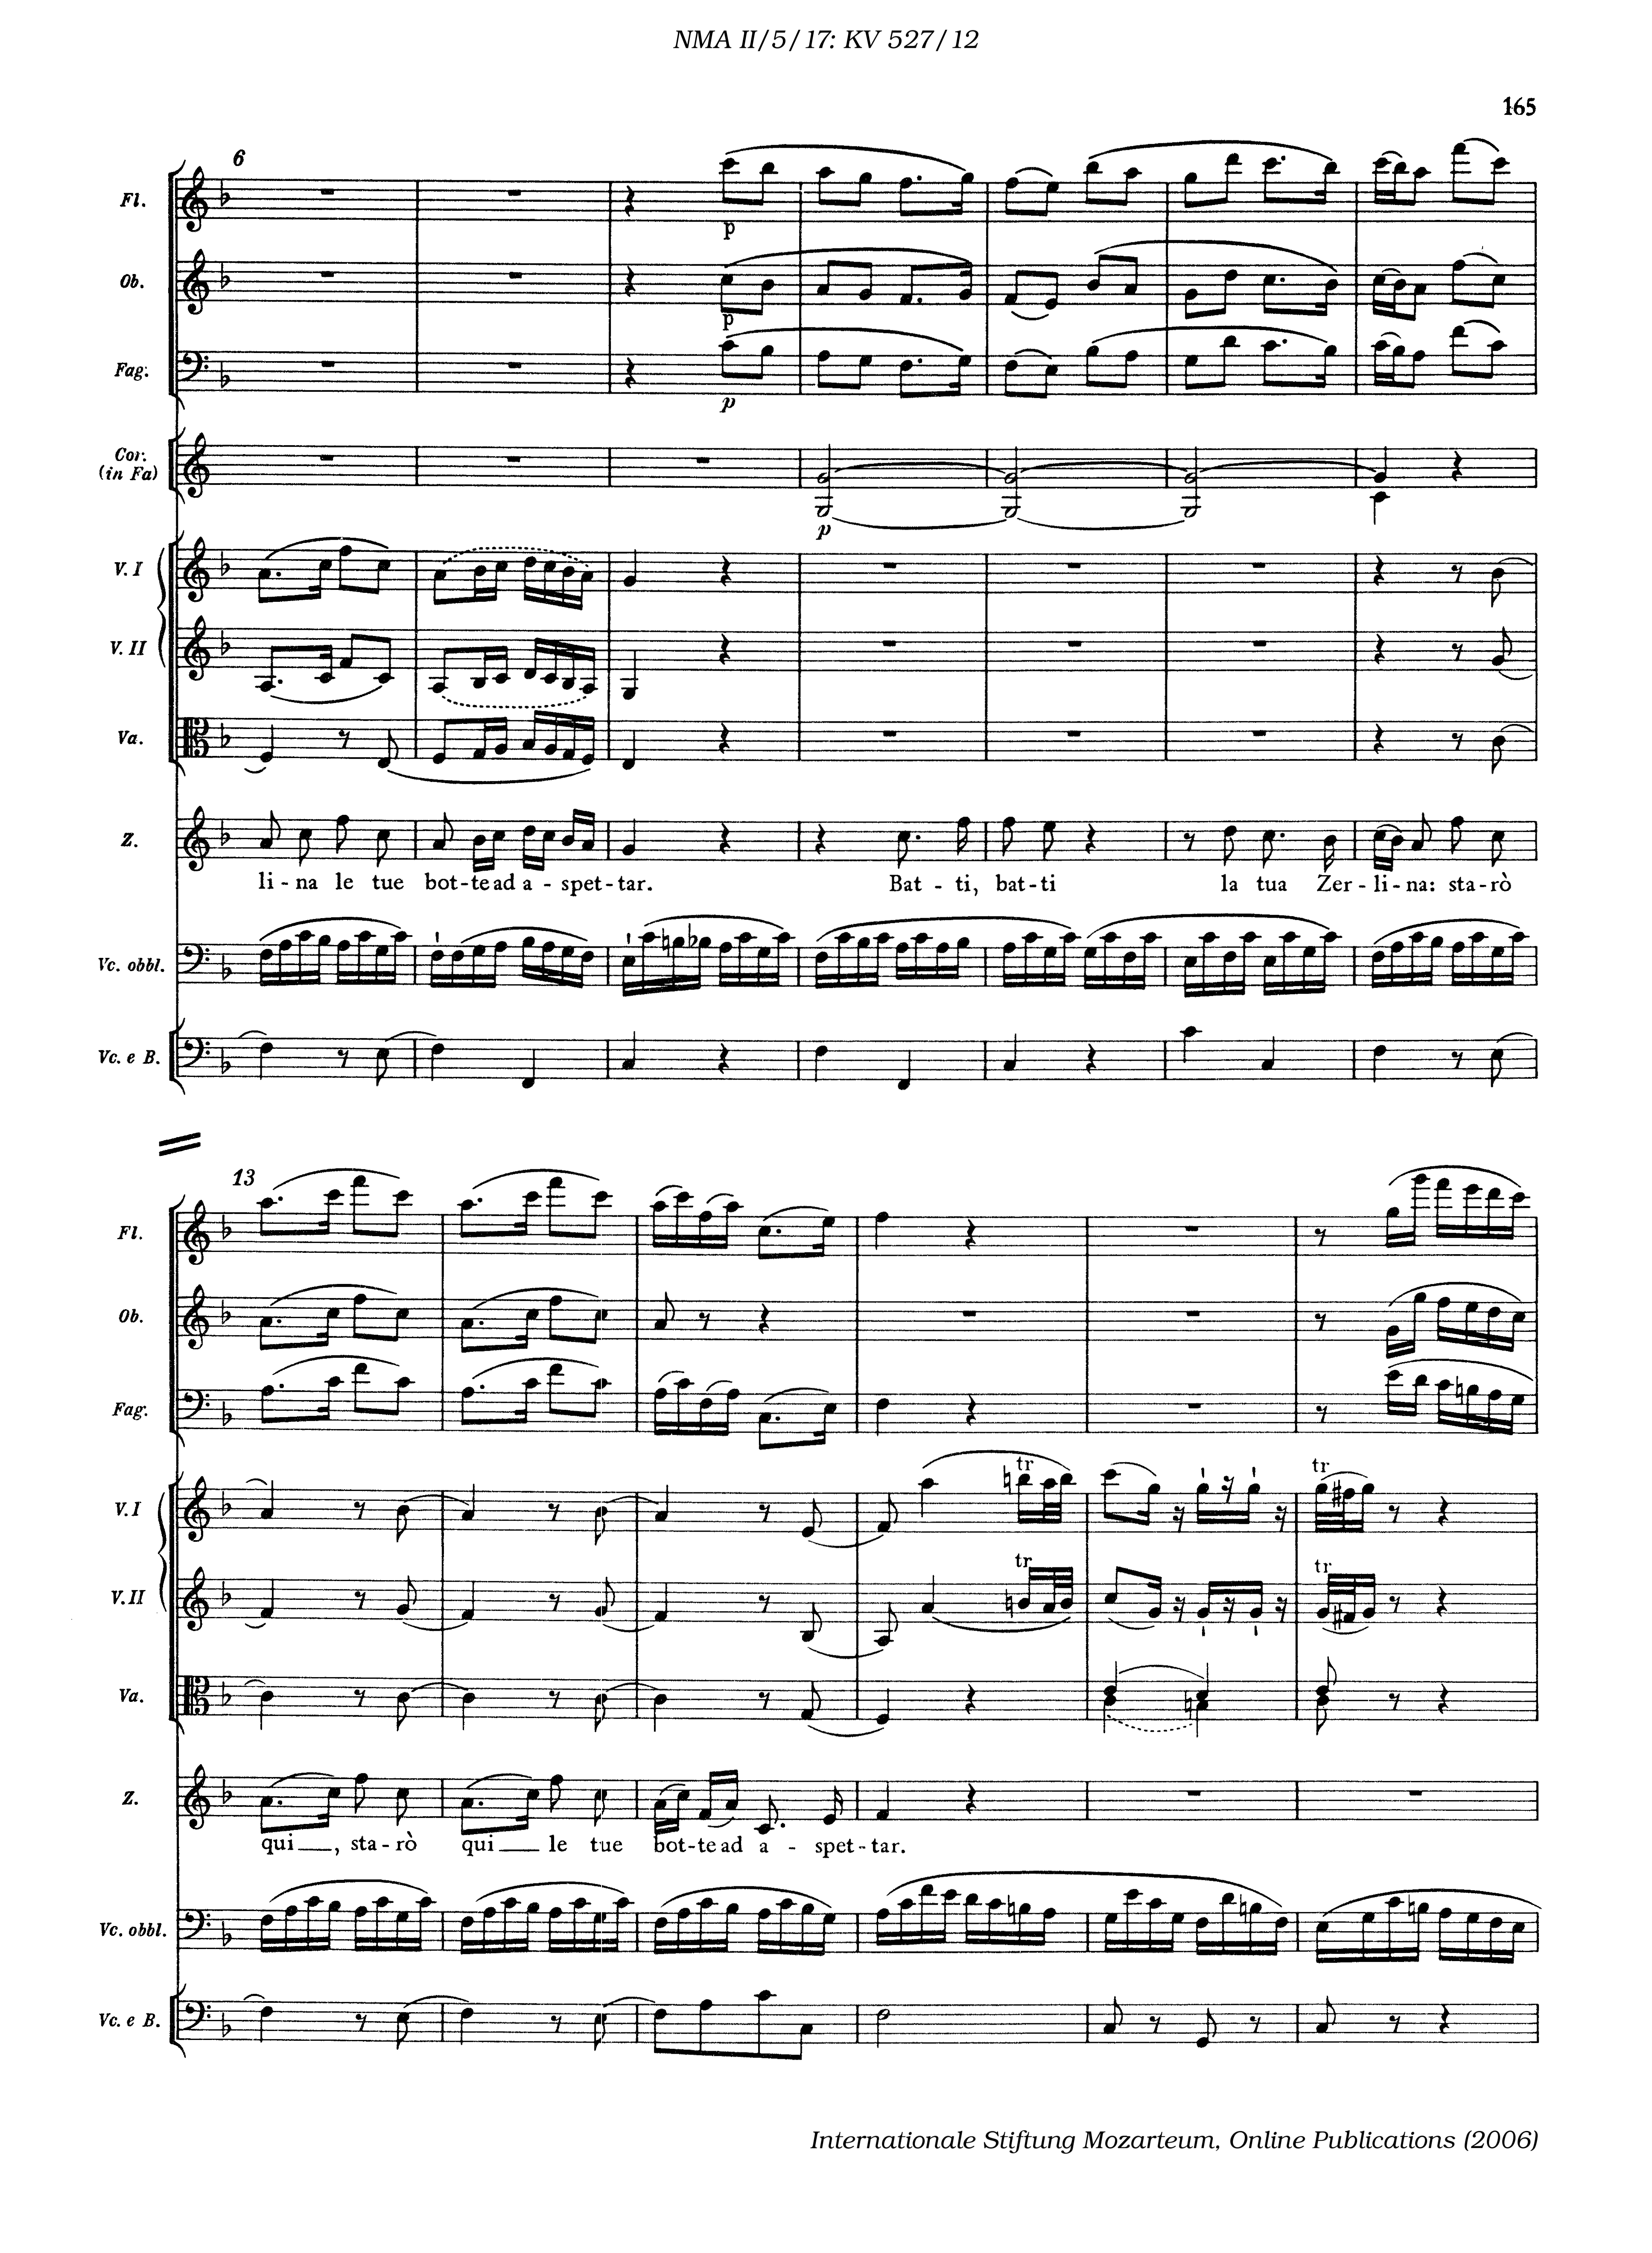 NMA II/5/17: KV 527/12
165
6
Fl.
p
Ob.
p
Fag.
p
Cor.
(in Fa)
p
V. I
V. II
Va.
Z.
li - na le tue bot - te ad a - spet - tar. Bat - ti, bat - ti la tua Zer - li - na: sta - rò
Vc. obbl.
Vc. e B.
13
Fl.
Ob.
Fag.
V. I
tr tr
V. II
tr tr
Va.
Z.
qui , sta - rò qui le tue bot - te ad a - spet - tar.
Vc. obbl.
Vc. e B.
Internationale Stiftung Mozarteum, Online Publications (2006)